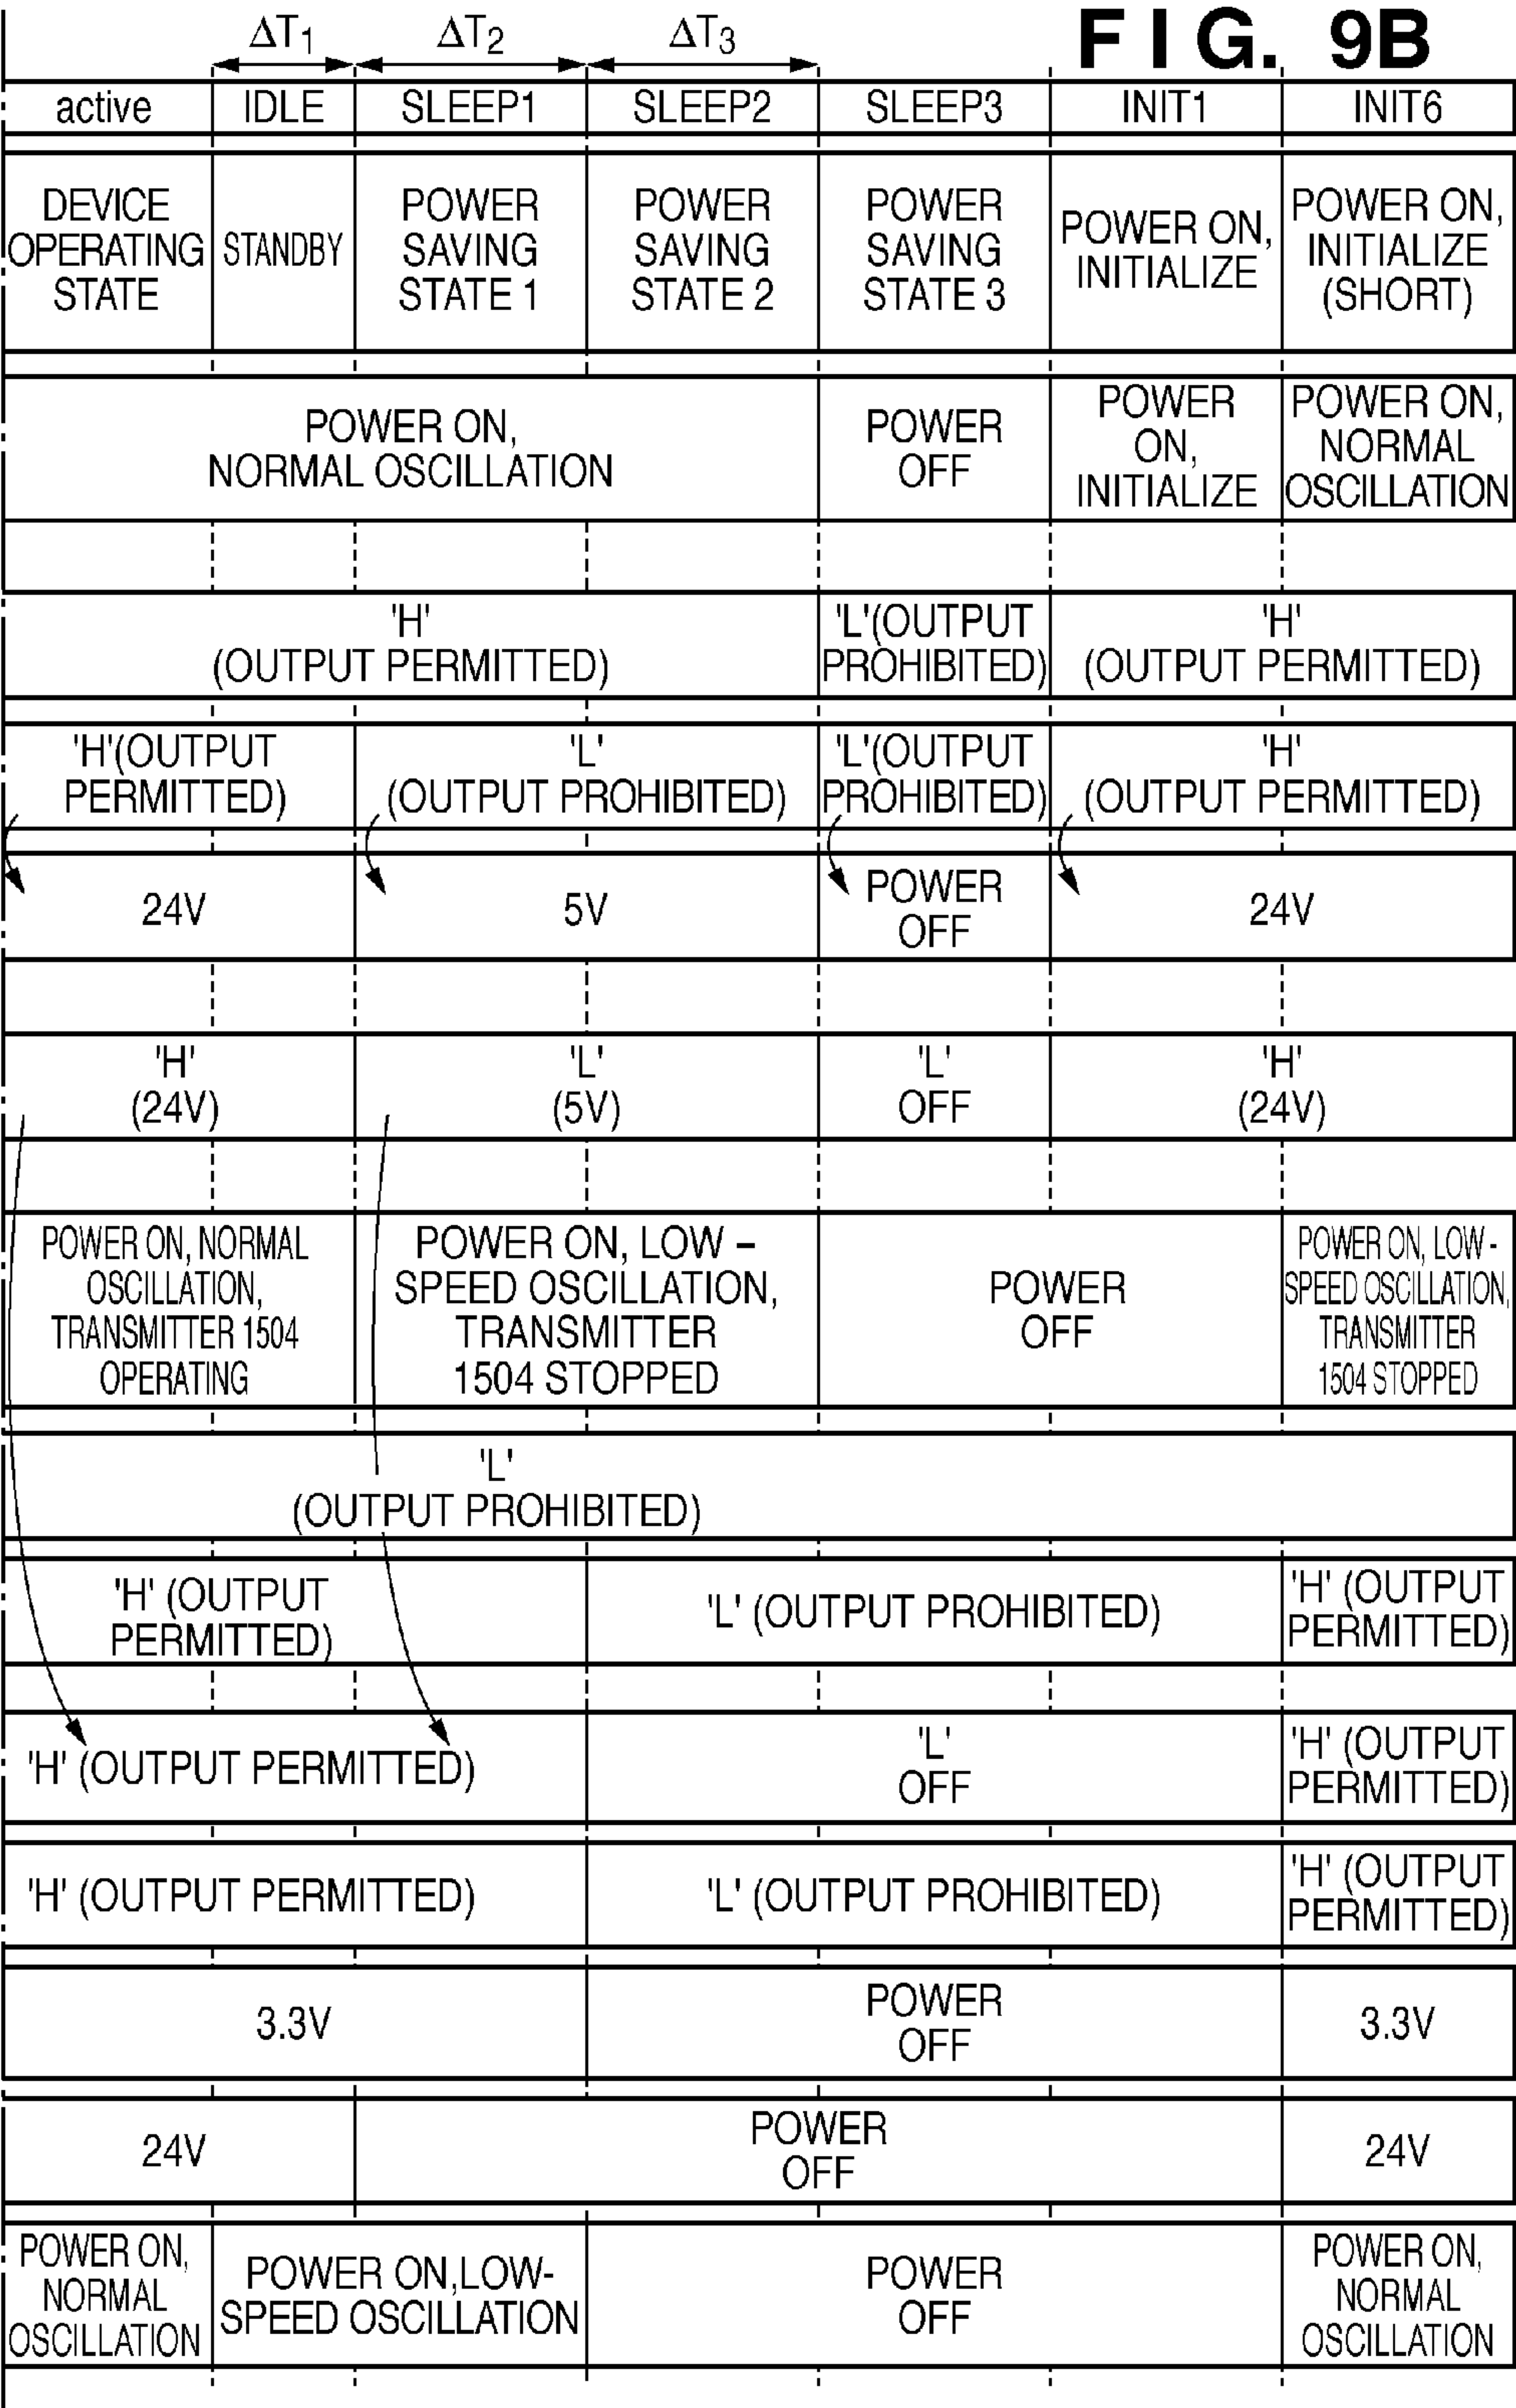 ΔT1 ΔT2 ΔT3 FIG. 9B
active IDLE SLEEP1 SLEEP2 SLEEP3 INIT1 INIT6
DEVICE
OPERATING
STATE
STANDBY
POWER
SAVING
STATE 1
POWER
SAVING
STATE 2
POWER
SAVING
STATE 3
POWER ON,
INITIALIZE
POWER ON,
INITIALIZE
(SHORT)
POWER ON,
NORMAL OSCILLATION
POWER
OFF
POWER
ON,
INITIALIZE
POWER ON,
NORMAL
OSCILLATION
'H'
(OUTPUT PERMITTED)
'L'(OUTPUT
PROHIBITED)
'H'
(OUTPUT PERMITTED)
'H'(OUTPUT
PERMITTED)
'L'
(OUTPUT PROHIBITED)
'L'(OUTPUT
PROHIBITED)
'H'
(OUTPUT PERMITTED)
24V
5V
POWER
OFF
24V
'H'
(24V)
'L'
(5V)
'L'
OFF
'H'
(24V)
POWER ON, NORMAL
OSCILLATION,
TRANSMITTER 1504
OPERATING
POWER ON, LOW –
SPEED OSCILLATION,
TRANSMITTER
1504 STOPPED
POWER
OFF
POWER ON, LOW-
SPEED OSCILLATION,
TRANSMITTER
1504 STOPPED
'L'
(OUTPUT PROHIBITED)
'H' (OUTPUT
PERMITTED)
'L' (OUTPUT PROHIBITED)
'H' (OUTPUT
PERMITTED)
'H' (OUTPUT PERMITTED)
'L'
OFF
'H' (OUTPUT
PERMITTED)
'H' (OUTPUT PERMITTED)
'L' (OUTPUT PROHIBITED)
'H' (OUTPUT
PERMITTED)
3.3V
POWER
OFF
3.3V
24V
POWER
OFF
24V
POWER ON,
NORMAL
OSCILLATION
POWER ON,LOW-
SPEED OSCILLATION
POWER
OFF
POWER ON,
NORMAL
OSCILLATION